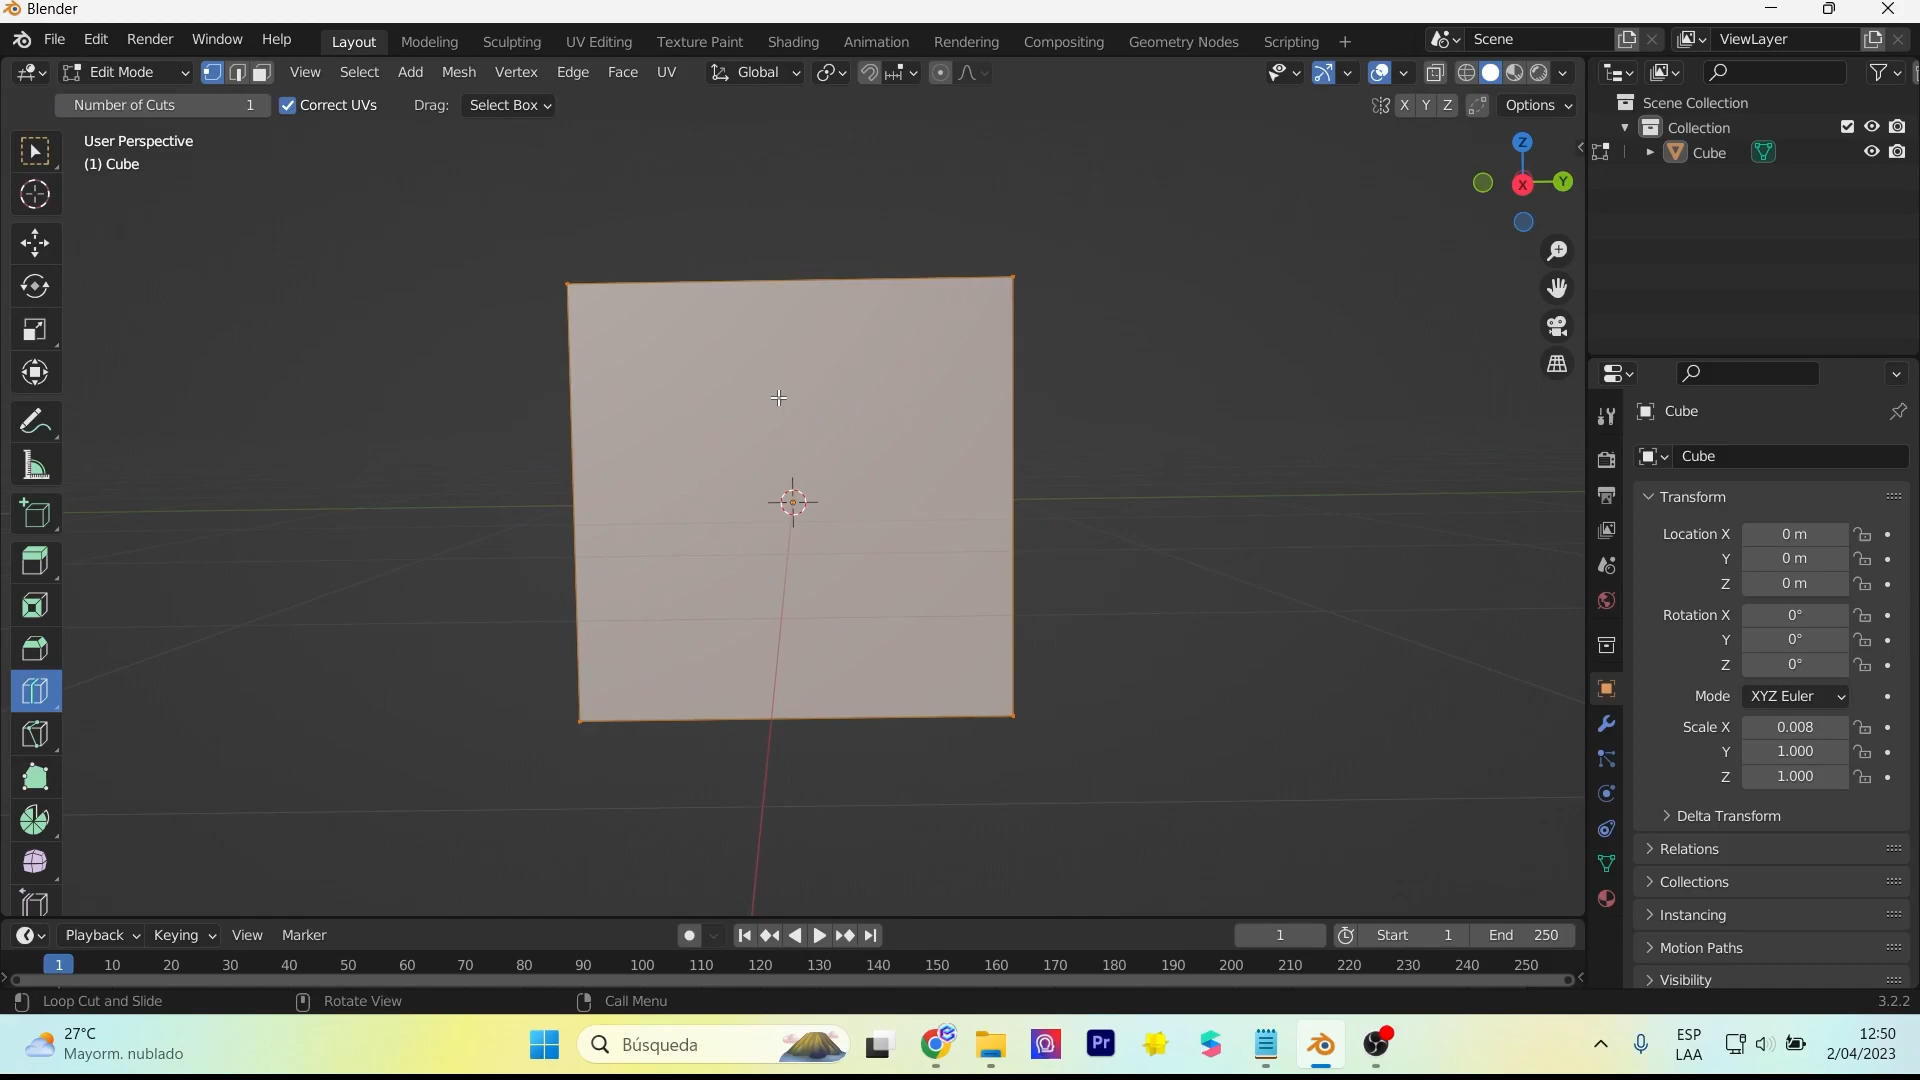 Blender
File Edit Render Window Help Layout Modeling Sculpting UV Editing Texture Paint Shading Animation Rendering Compositing Geometry Nodes Scripting + Scene ViewLayer
Edit Mode View Select Add Mesh Vertex Edge Face UV Global
Number of Cuts 1 Correct UVs Drag: Select Box X Y Z Options
User Perspective
(1) Cube
Z
Y
X
Scene Collection
Collection
Cube
Cube
Cube
Transform
Location X 0 m
Y 0 m
Z 0 m
Rotation X 0°
Y 0°
Z 0°
Mode XYZ Euler
Scale X 0.008
Y 1.000
Z 1.000
Delta Transform
Relations
Collections
Instancing
Motion Paths
Visibility
Playback Keying View Marker 1 Start 1 End 250
1 10 20 30 40 50 60 70 80 90 100 110 120 130 140 150 160 170 180 190 200 210 220 230 240 250
Loop Cut and Slide Rotate View Call Menu 3.2.2
27°C
Mayorm. nublado
Búsqueda
Pr
ESP
LAA
12:50
2/04/2023